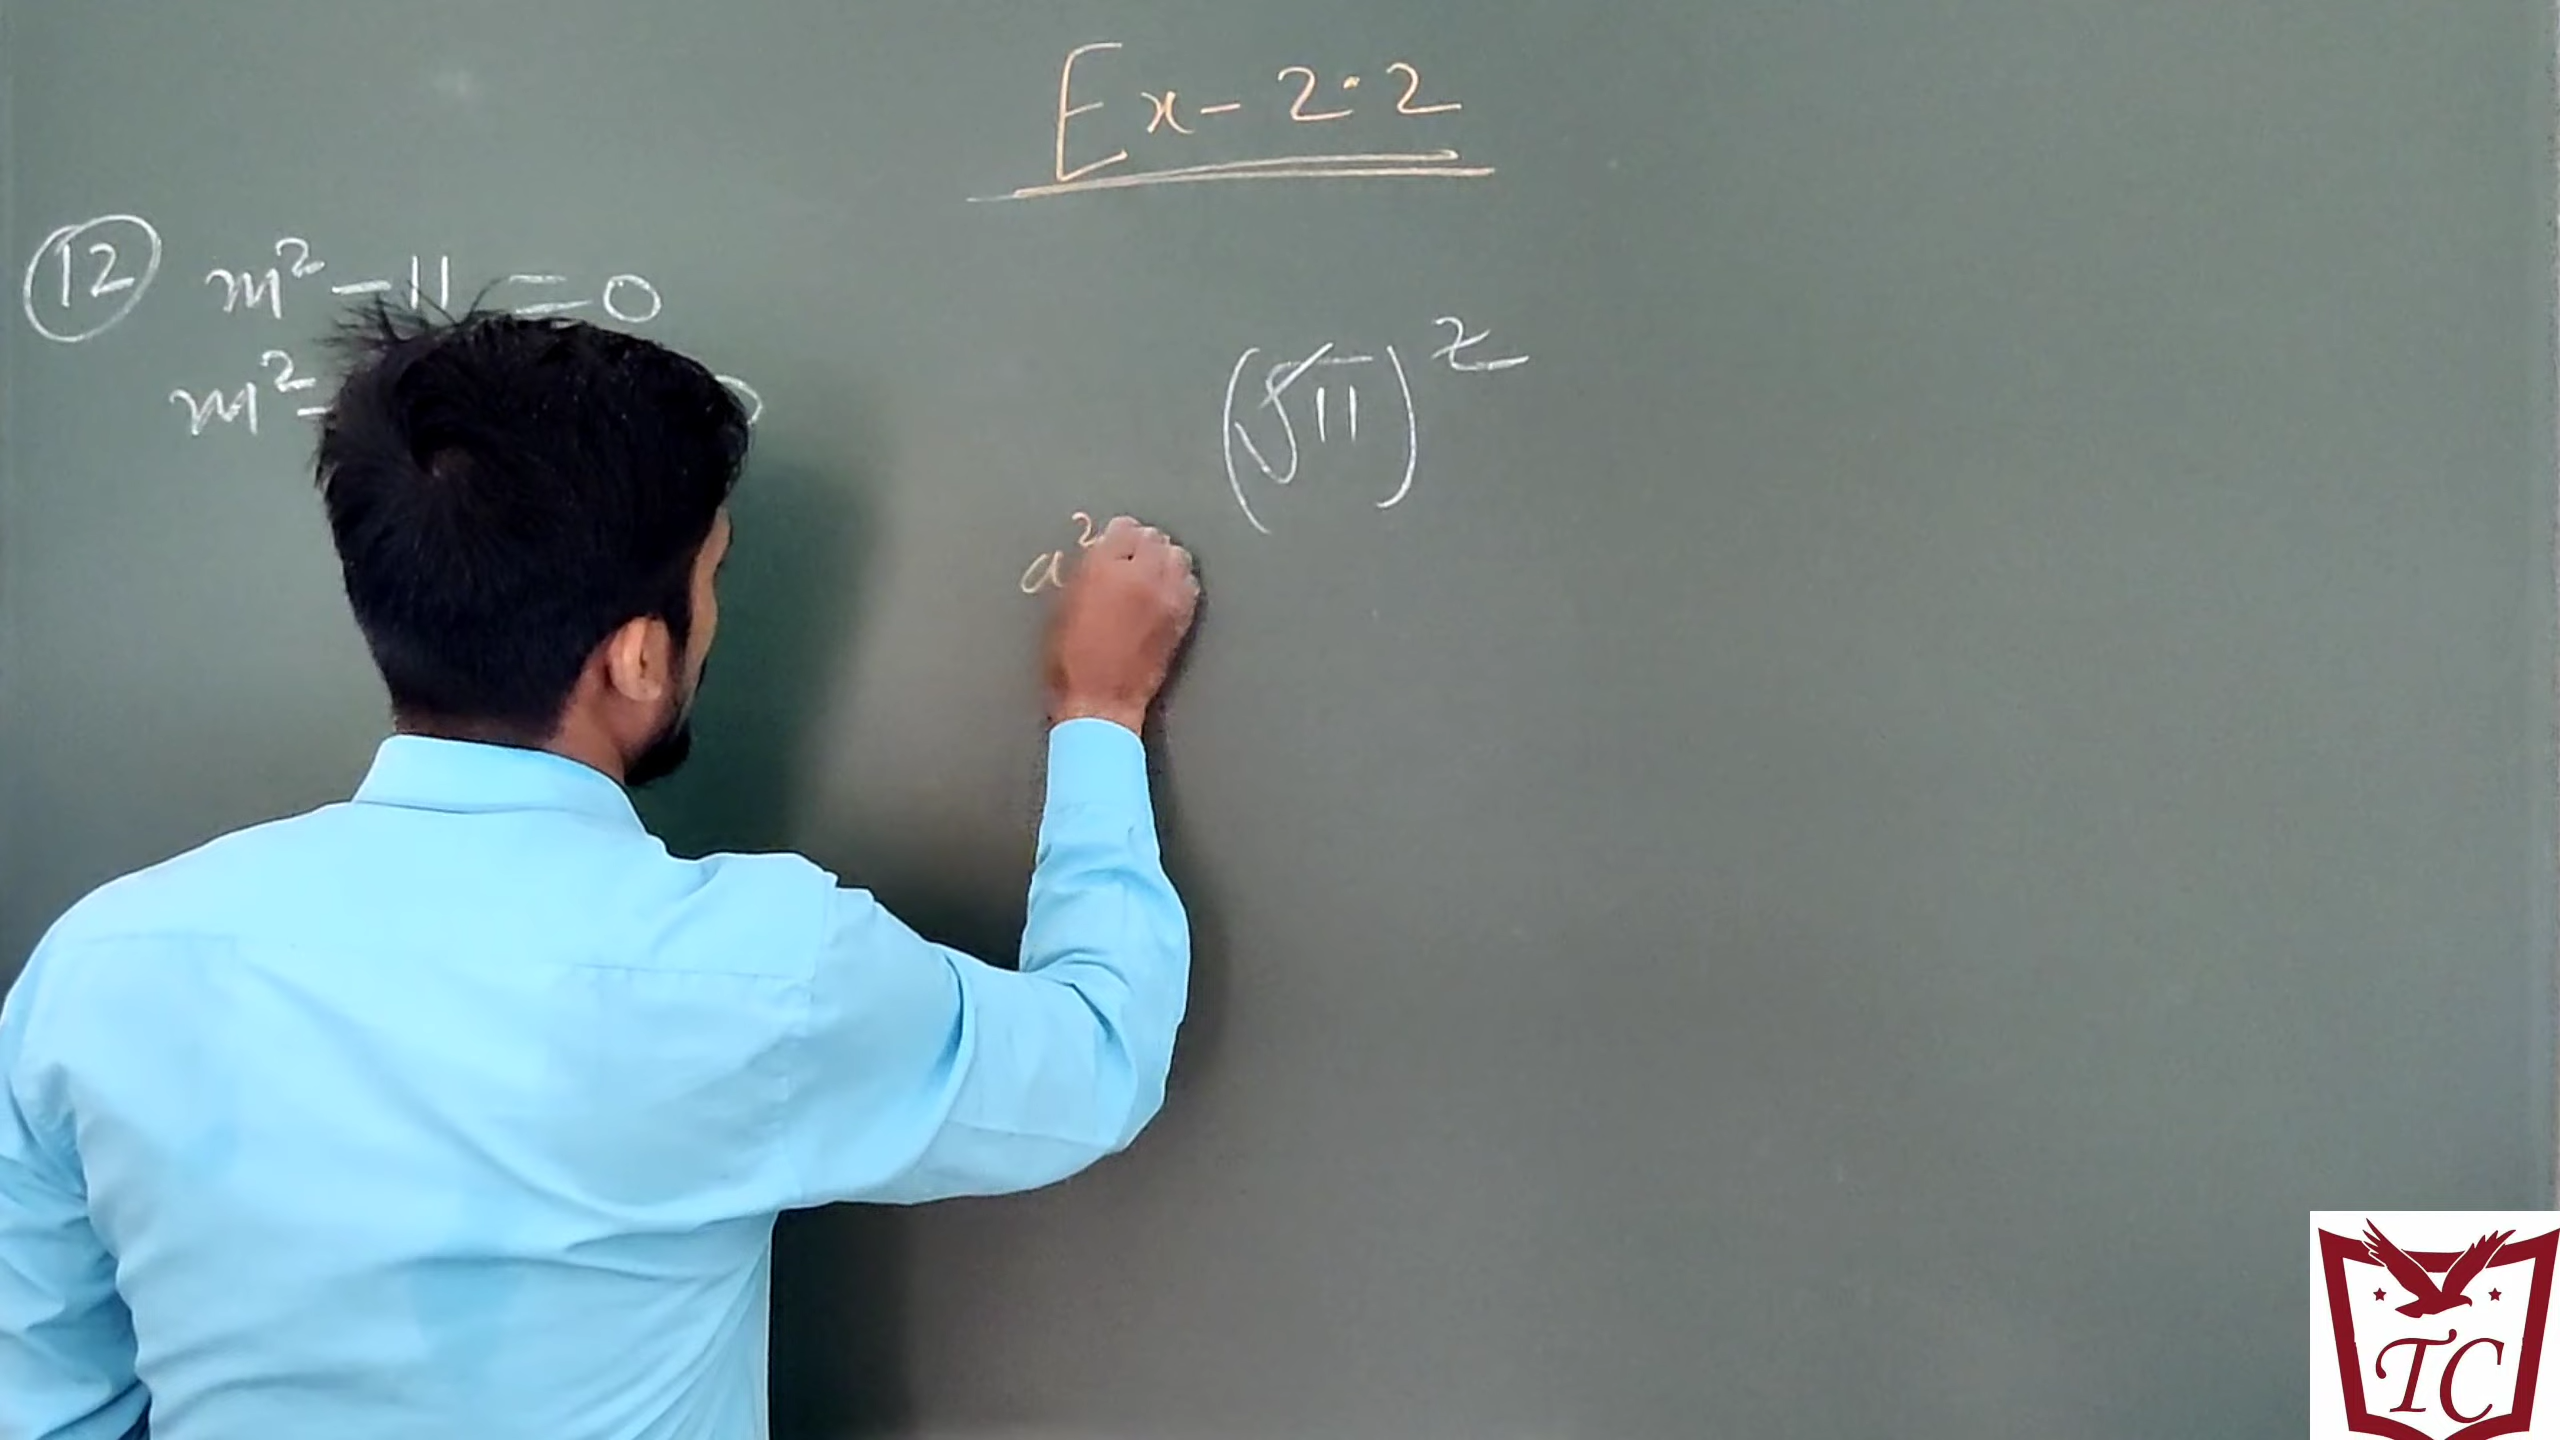 Ex - 2.2
12 m² - 11 = 0
m² -
(√11)²
a²
TC